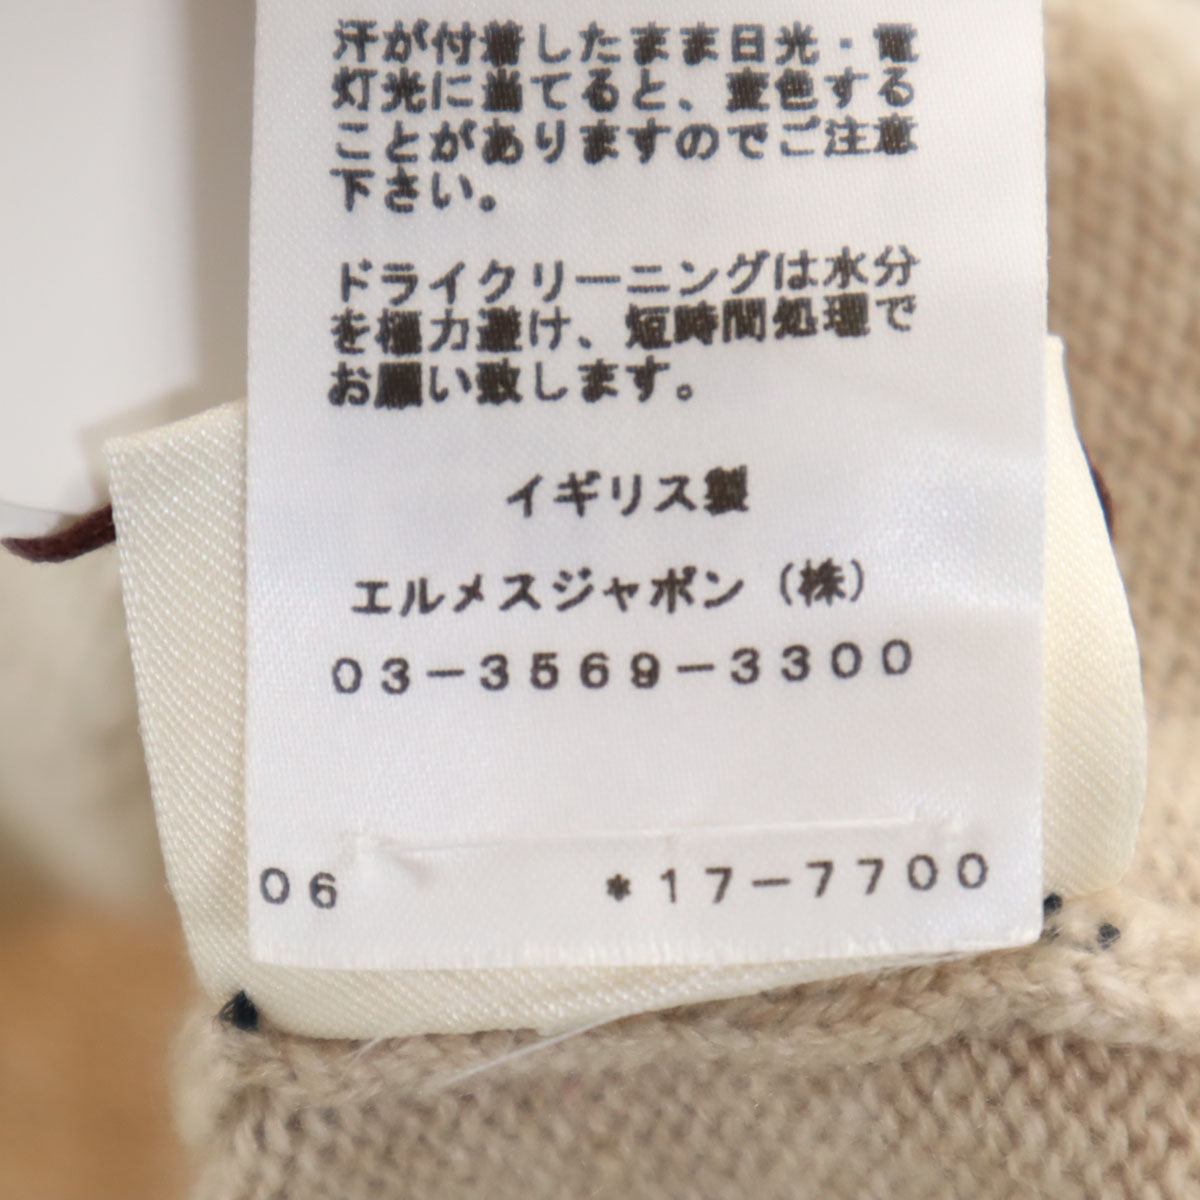 汗が付着したまま日光・電
灯光に当てると、変色する
ことがありますのでご注意
下さい。
ドライクリーニングは水分
を極力避け、短時間処理で
お願い致します。
イギリス製
エルメスジャポン（株）
03-3569-3300
06 *17-7700